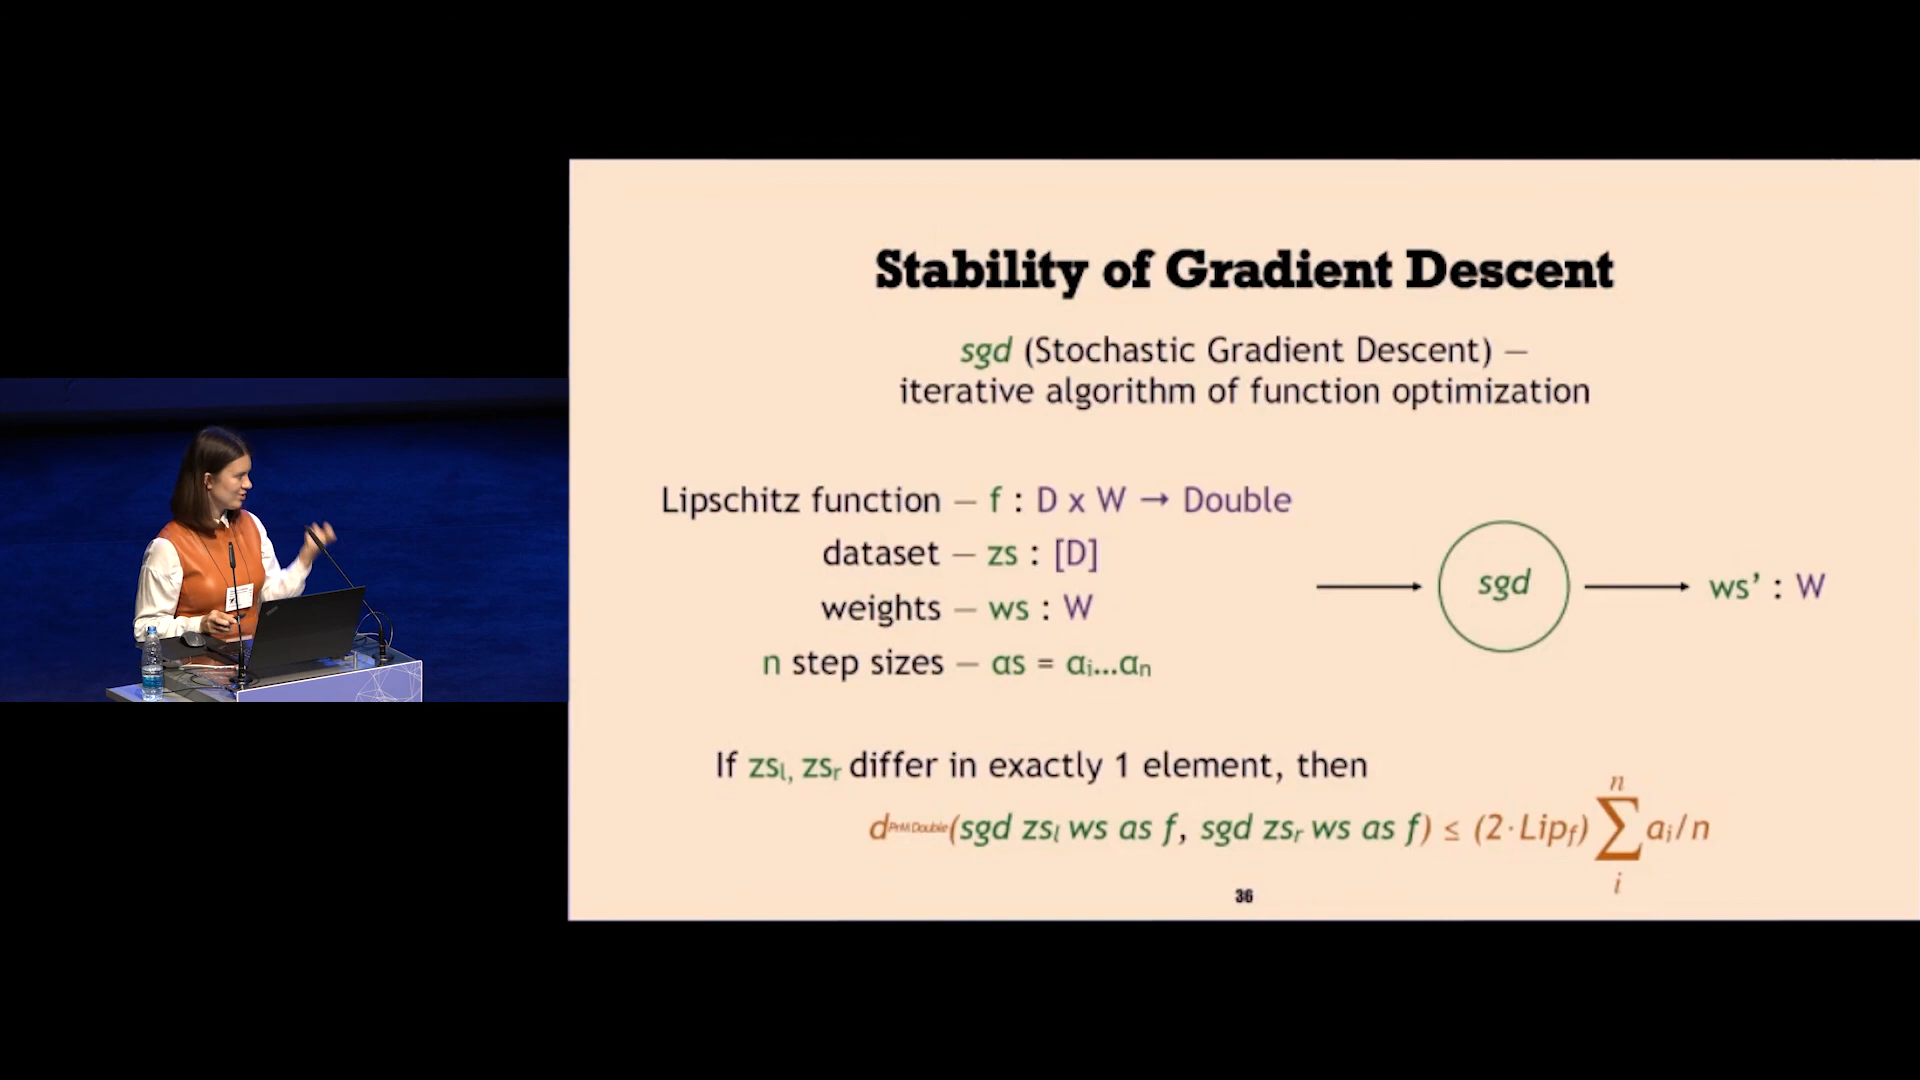 Stability of Gradient Descent
sgd (Stochastic Gradient Descent) —
iterative algorithm of function optimization
Lipschitz function — f : D x W → Double
dataset — zs : [D]
weights — ws : W
n step sizes — αs = αᵢ...αₙ
sgd
ws’ : W
If zsₗ, zsᵣ differ in exactly 1 element, then
n
d PrM Double (sgd zsₗ ws as f, sgd zsᵣ ws as f) ≤ (2·Lip_f) ∑ aᵢ/n
i
36